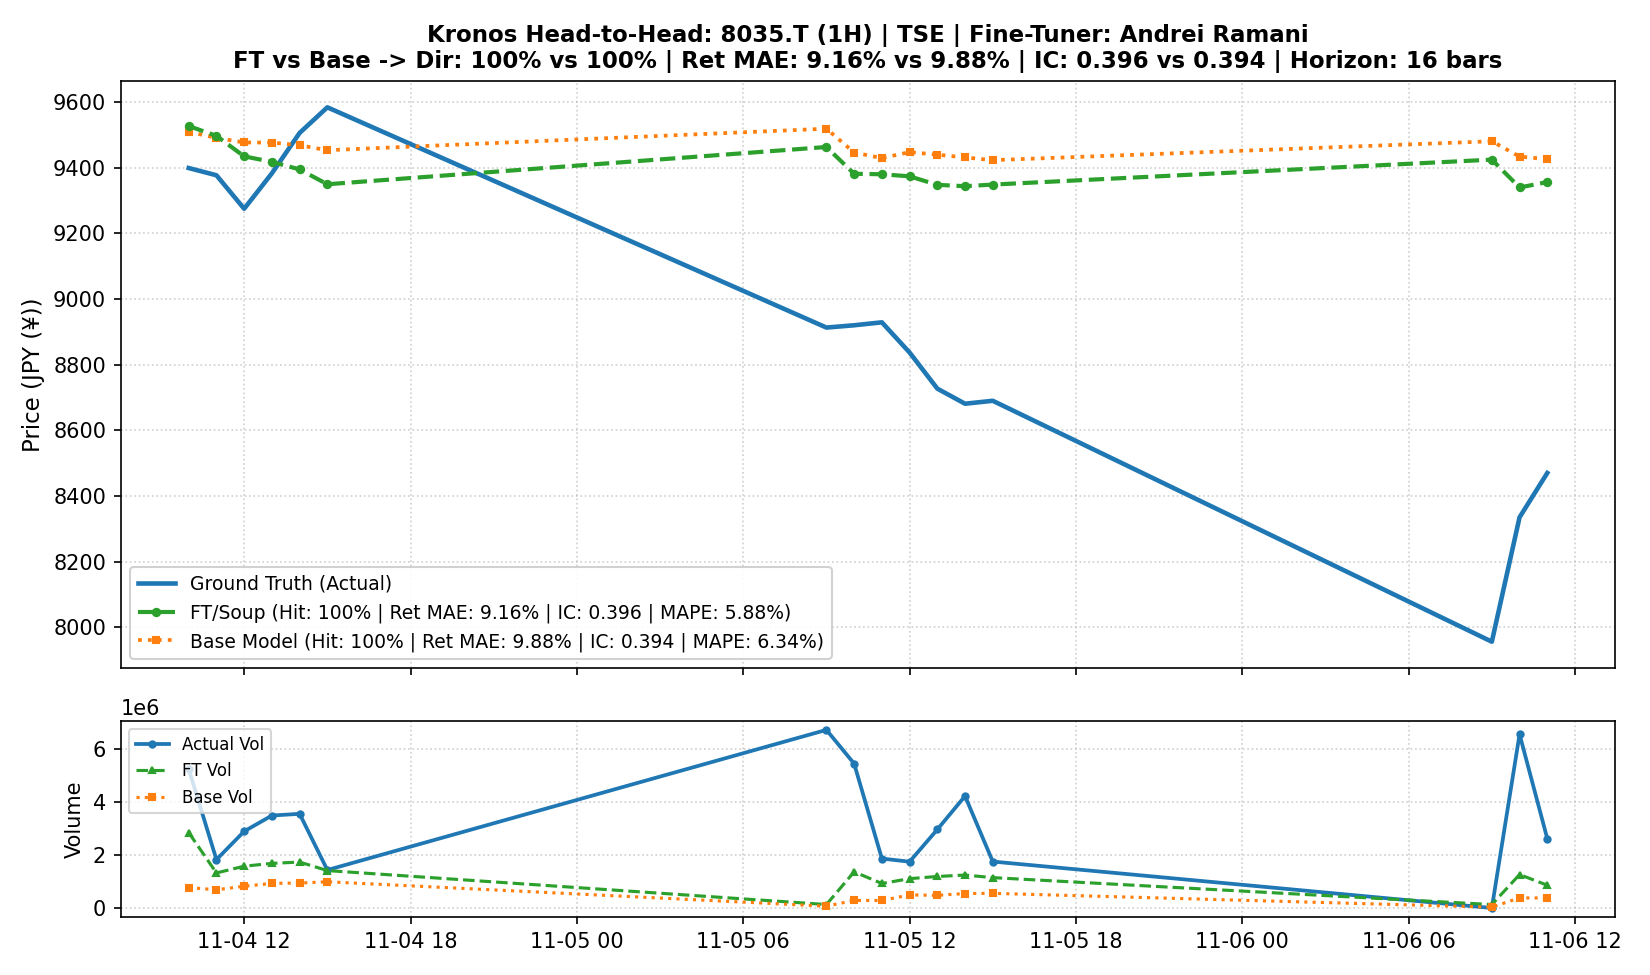 Kronos Head-to-Head: 8035.T (1H) | TSE | Fine-Tuner: Andrei Ramani
FT vs Base -> Dir: 100% vs 100% | Ret MAE: 9.16% vs 9.88% | IC: 0.396 vs 0.394 | Horizon: 16 bars
Price (JPY (¥))
9600
9400
9200
9000
8800
8600
8400
8200
8000
Ground Truth (Actual)
FT/Soup (Hit: 100% | Ret MAE: 9.16% | IC: 0.396 | MAPE: 5.88%)
Base Model (Hit: 100% | Ret MAE: 9.88% | IC: 0.394 | MAPE: 6.34%)
1e6
Volume
6
4
2
0
Actual Vol
FT Vol
Base Vol
11-04 12
11-04 18
11-05 00
11-05 06
11-05 12
11-05 18
11-06 00
11-06 06
11-06 12